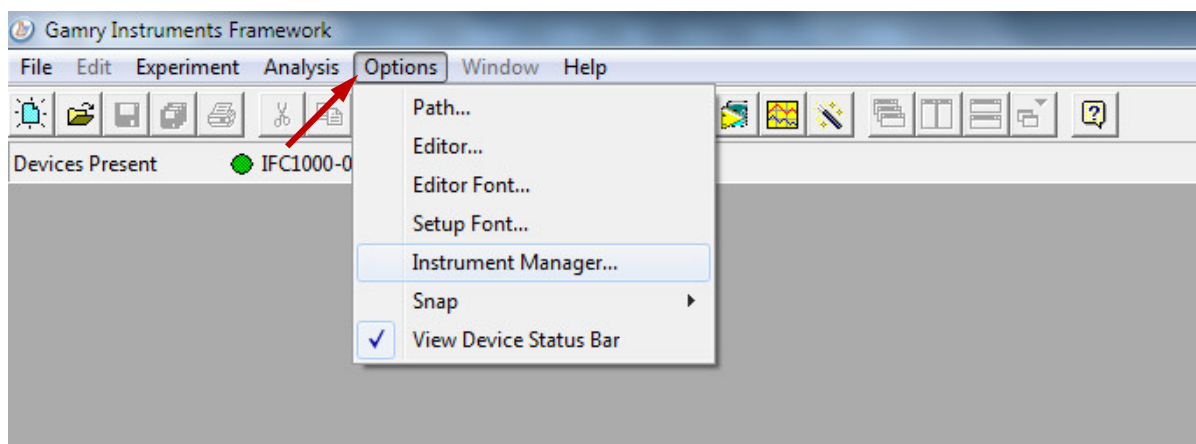 Gamry Instruments Framework
File Edit Experiment Analysis Options Window Help
Devices Present IFC1000-0
Path...
Editor...
Editor Font...
Setup Font...
Instrument Manager...
Snap
View Device Status Bar